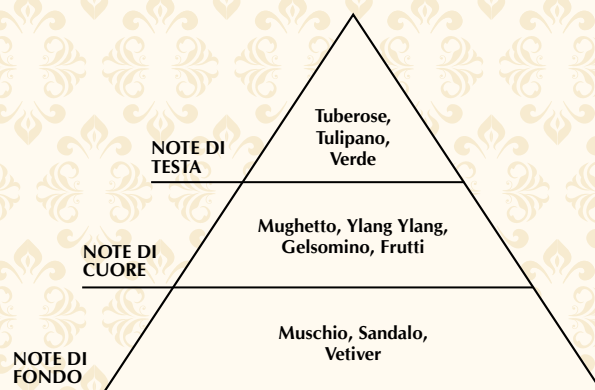 Tuberose,
Tulipano,
Verde
NOTE DI
TESTA
Mughetto, Ylang Ylang,
Gelsomino, Frutti
NOTE DI
CUORE
Muschio, Sandalo,
Vetiver
NOTE DI
FONDO